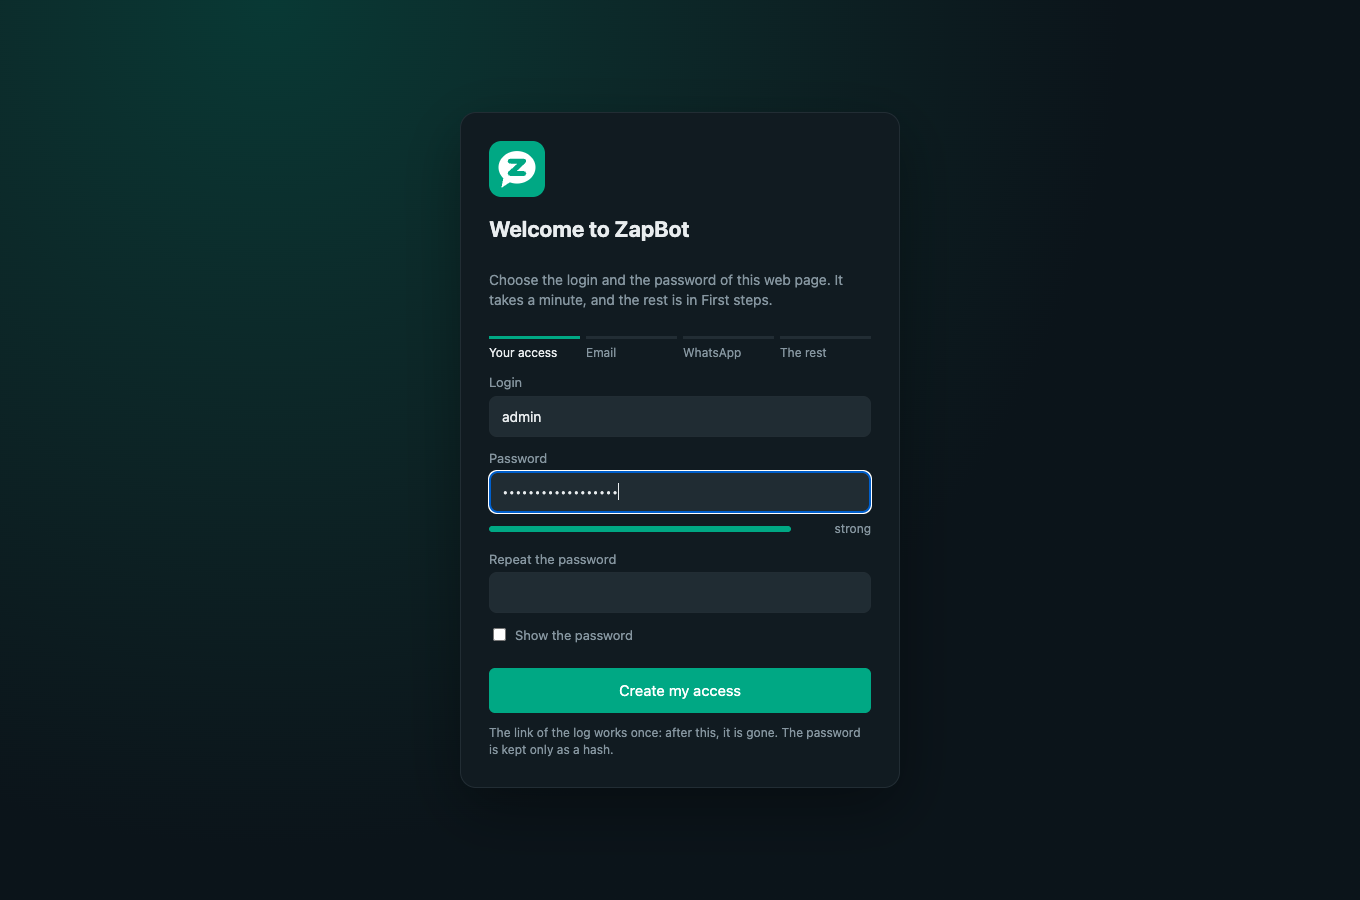 Z
Welcome to ZapBot
Choose the login and the password of this web page. It
takes a minute, and the rest is in First steps.
Your access
Email
WhatsApp
The rest
Login
admin
Password
••••••••••••••••••
strong
Repeat the password
Show the password
Create my access
The link of the log works once: after this, it is gone. The password
is kept only as a hash.